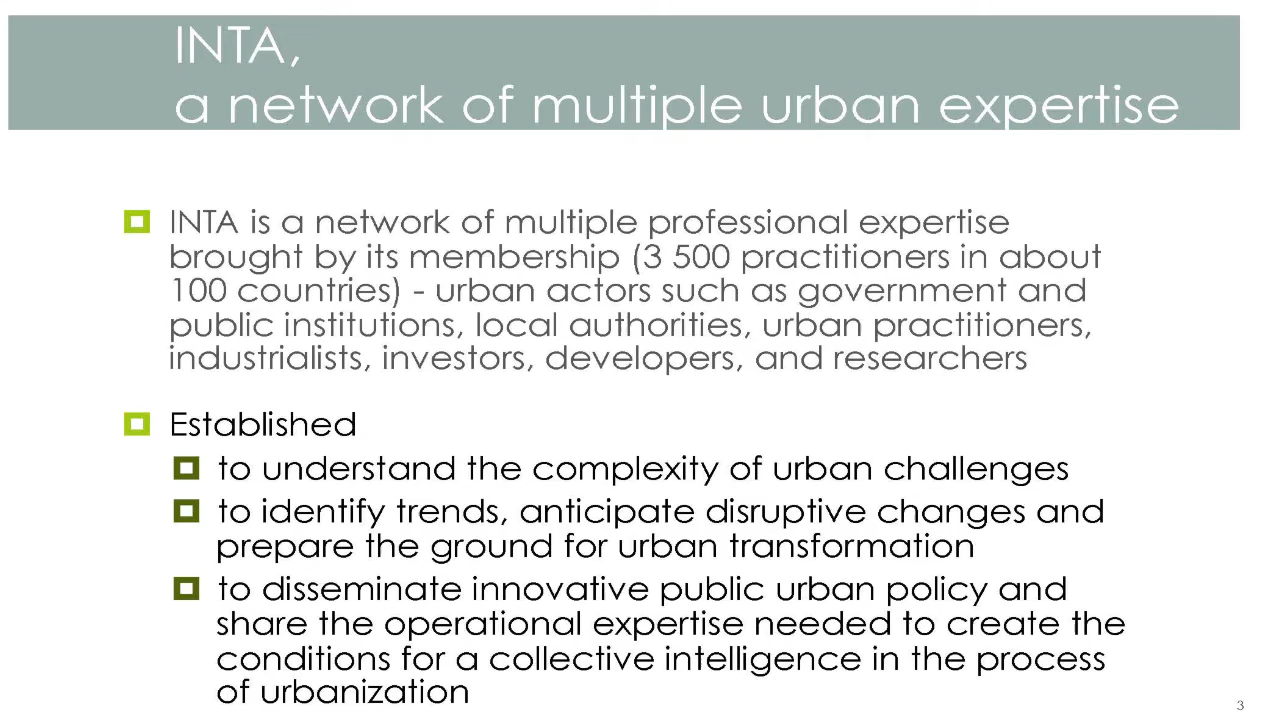 INTA,
a network of multiple urban expertise
INTA is a network of multiple professional expertise
brought by its membership (3 500 practitioners in about
100 countries) - urban actors such as government and
public institutions, local authorities, urban practitioners,
industrialists, investors, developers, and researchers
Established
to understand the complexity of urban challenges
to identify trends, anticipate disruptive changes and
prepare the ground for urban transformation
to disseminate innovative public urban policy and
share the operational expertise needed to create the
conditions for a collective intelligence in the process
of urbanization
3